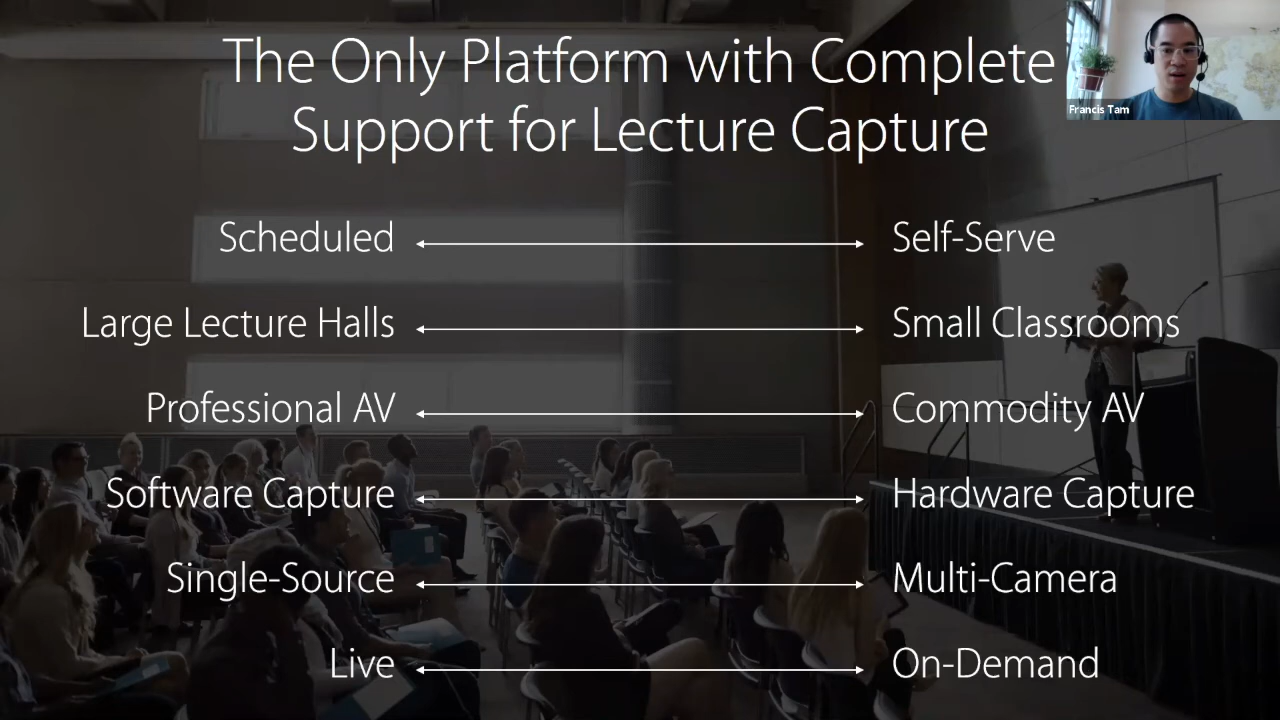 The Only Platform with Complete
Support for Lecture Capture
Francis Tam
Scheduled Self-Serve
Large Lecture Halls Small Classrooms
Professional AV Commodity AV
Software Capture Hardware Capture
Single-Source Multi-Camera
Live On-Demand